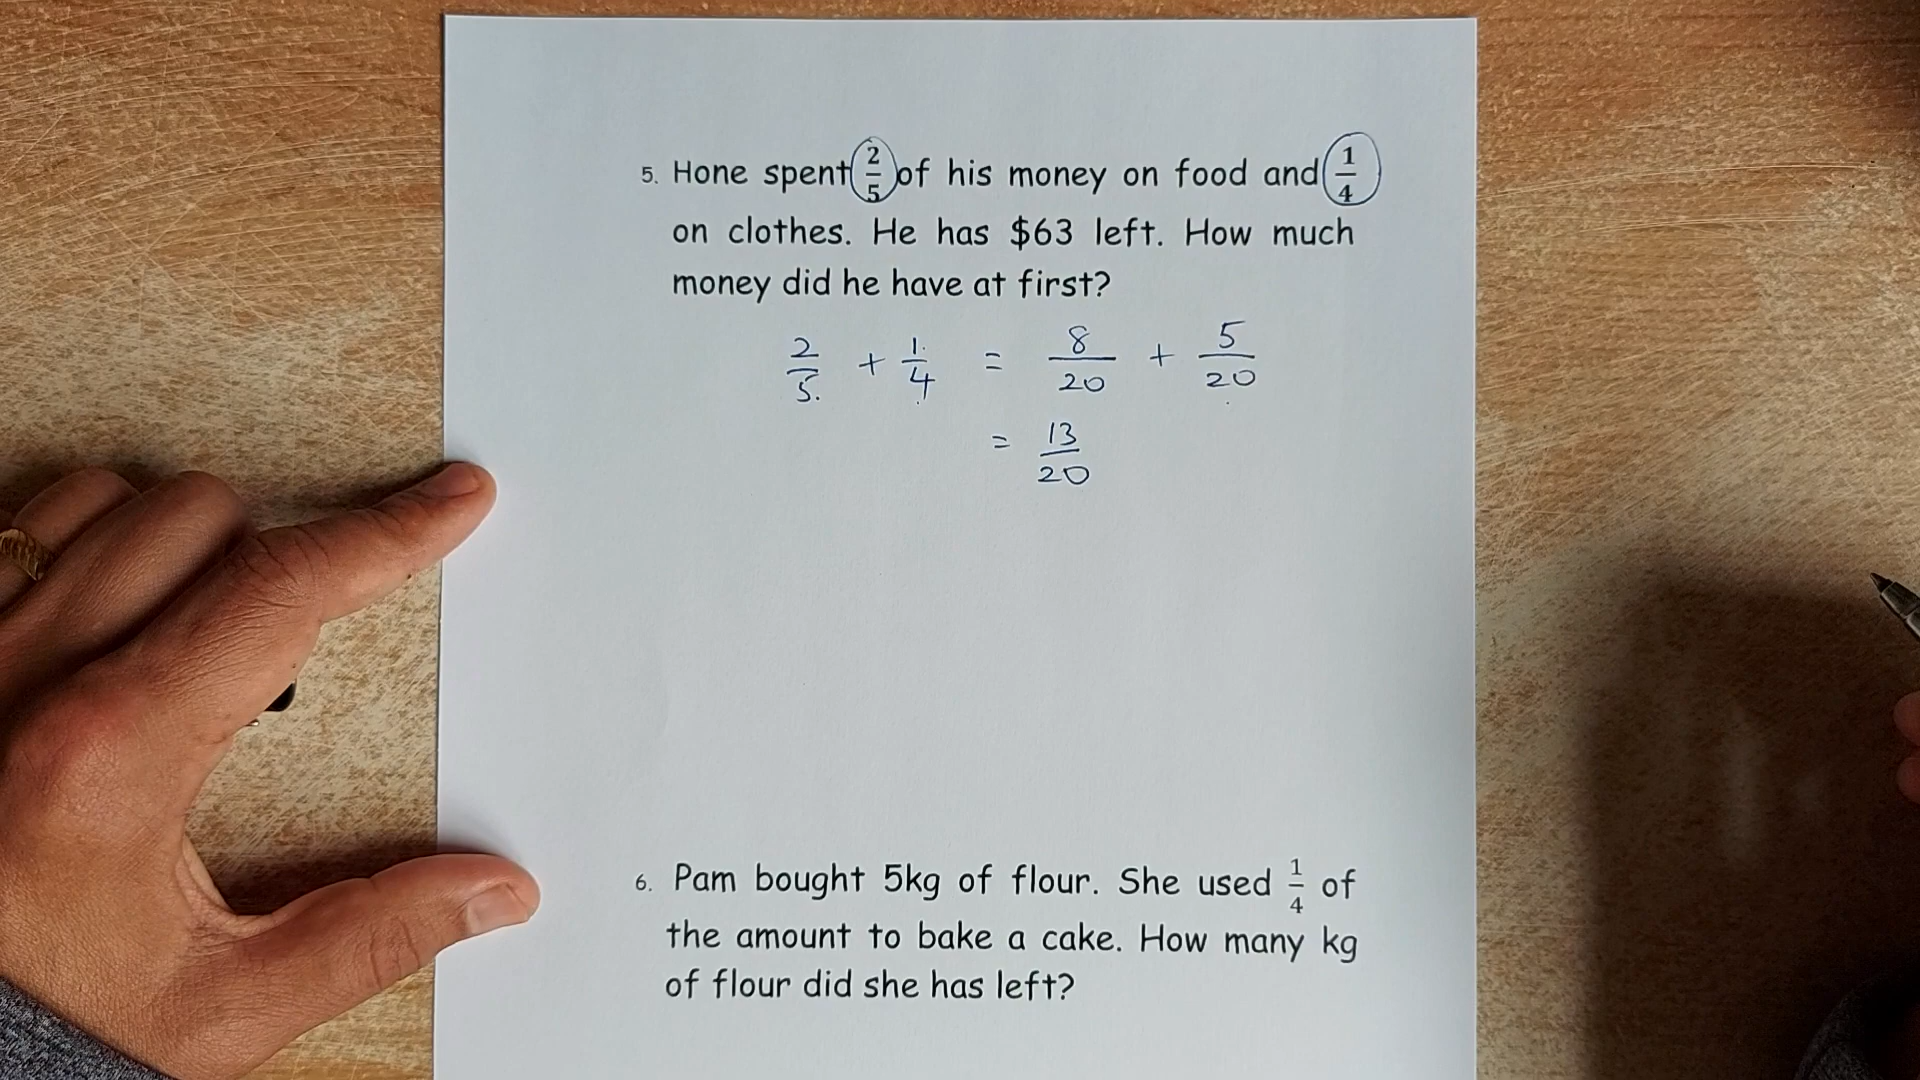 5. Hone spent 2/5 of his money on food and 1/4
on clothes. He has $63 left. How much
money did he have at first?
2/5 + 1/4 = 8/20 + 5/20
= 13/20
6. Pam bought 5kg of flour. She used 1/4 of
the amount to bake a cake. How many kg
of flour did she has left?